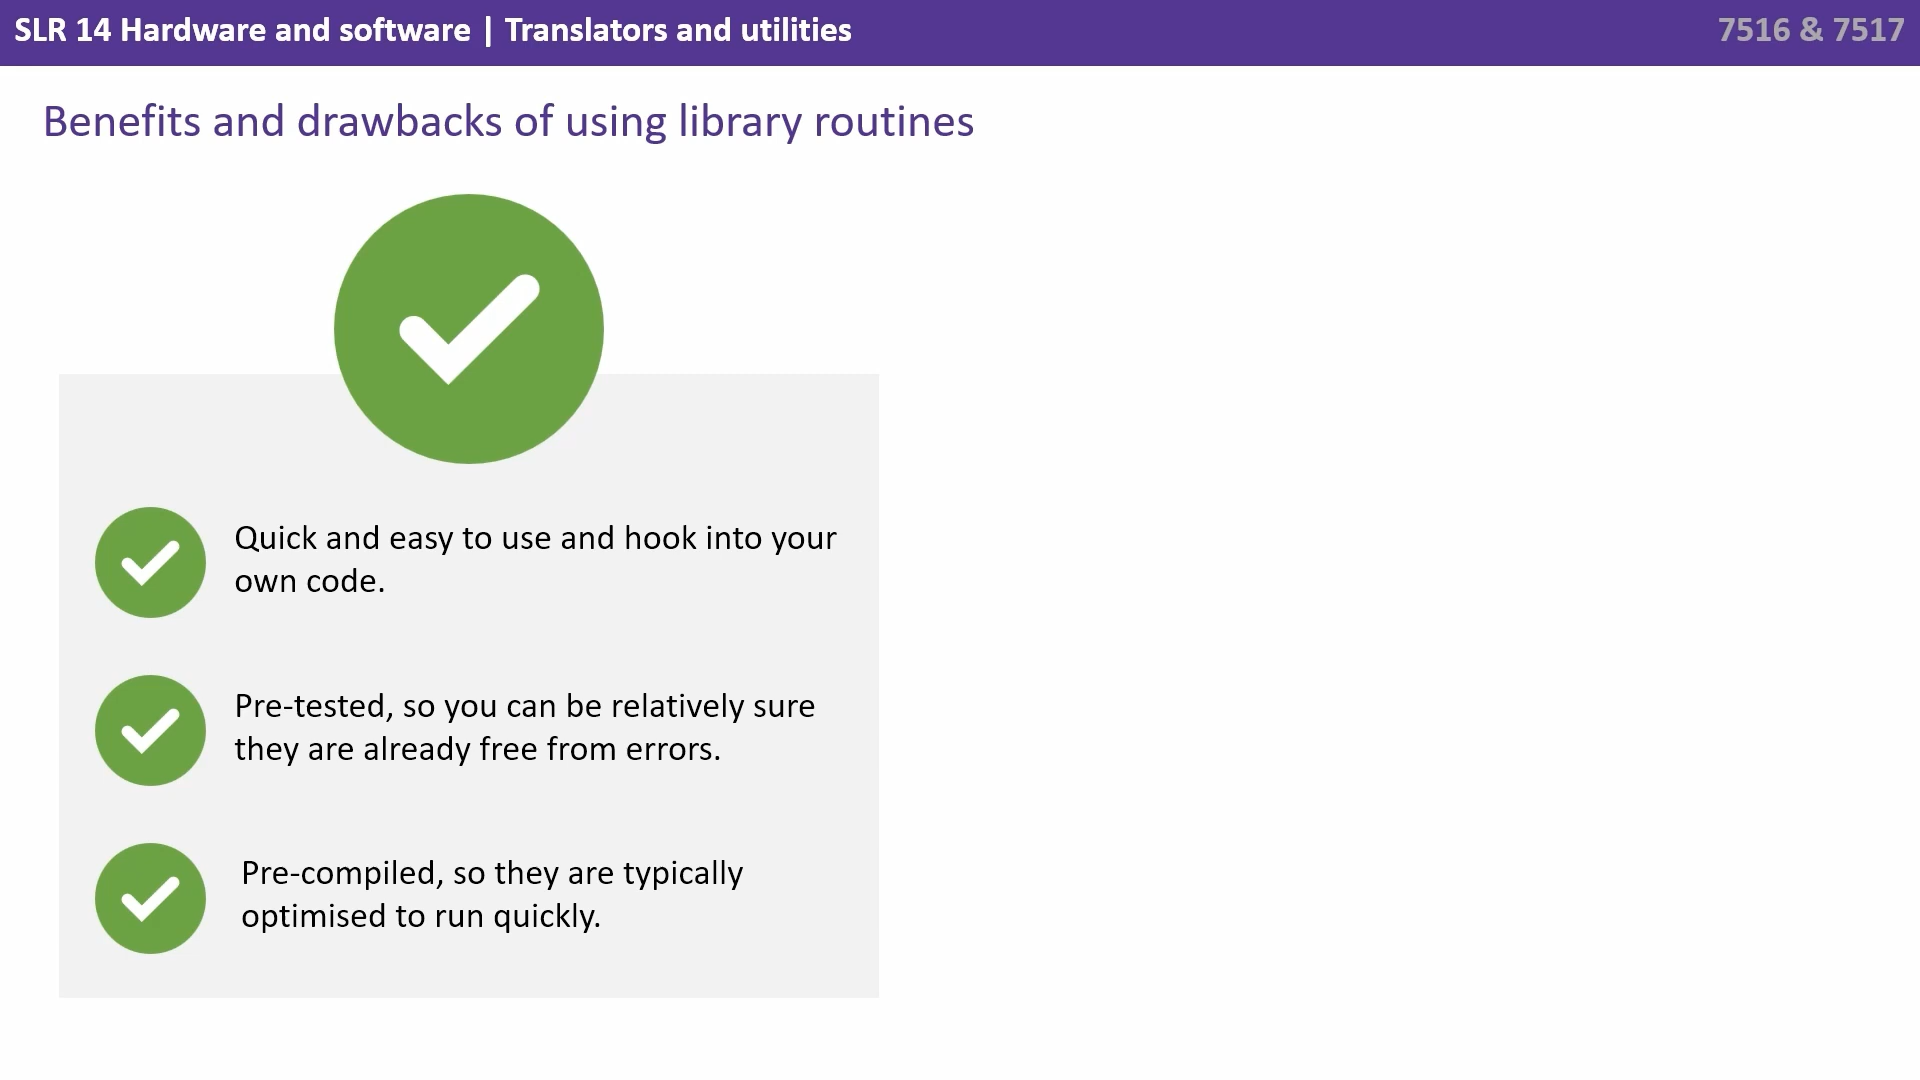 SLR 14 Hardware and software | Translators and utilities
7516 & 7517
Benefits and drawbacks of using library routines
Quick and easy to use and hook into your
own code.
Pre-tested, so you can be relatively sure
they are already free from errors.
Pre-compiled, so they are typically
optimised to run quickly.